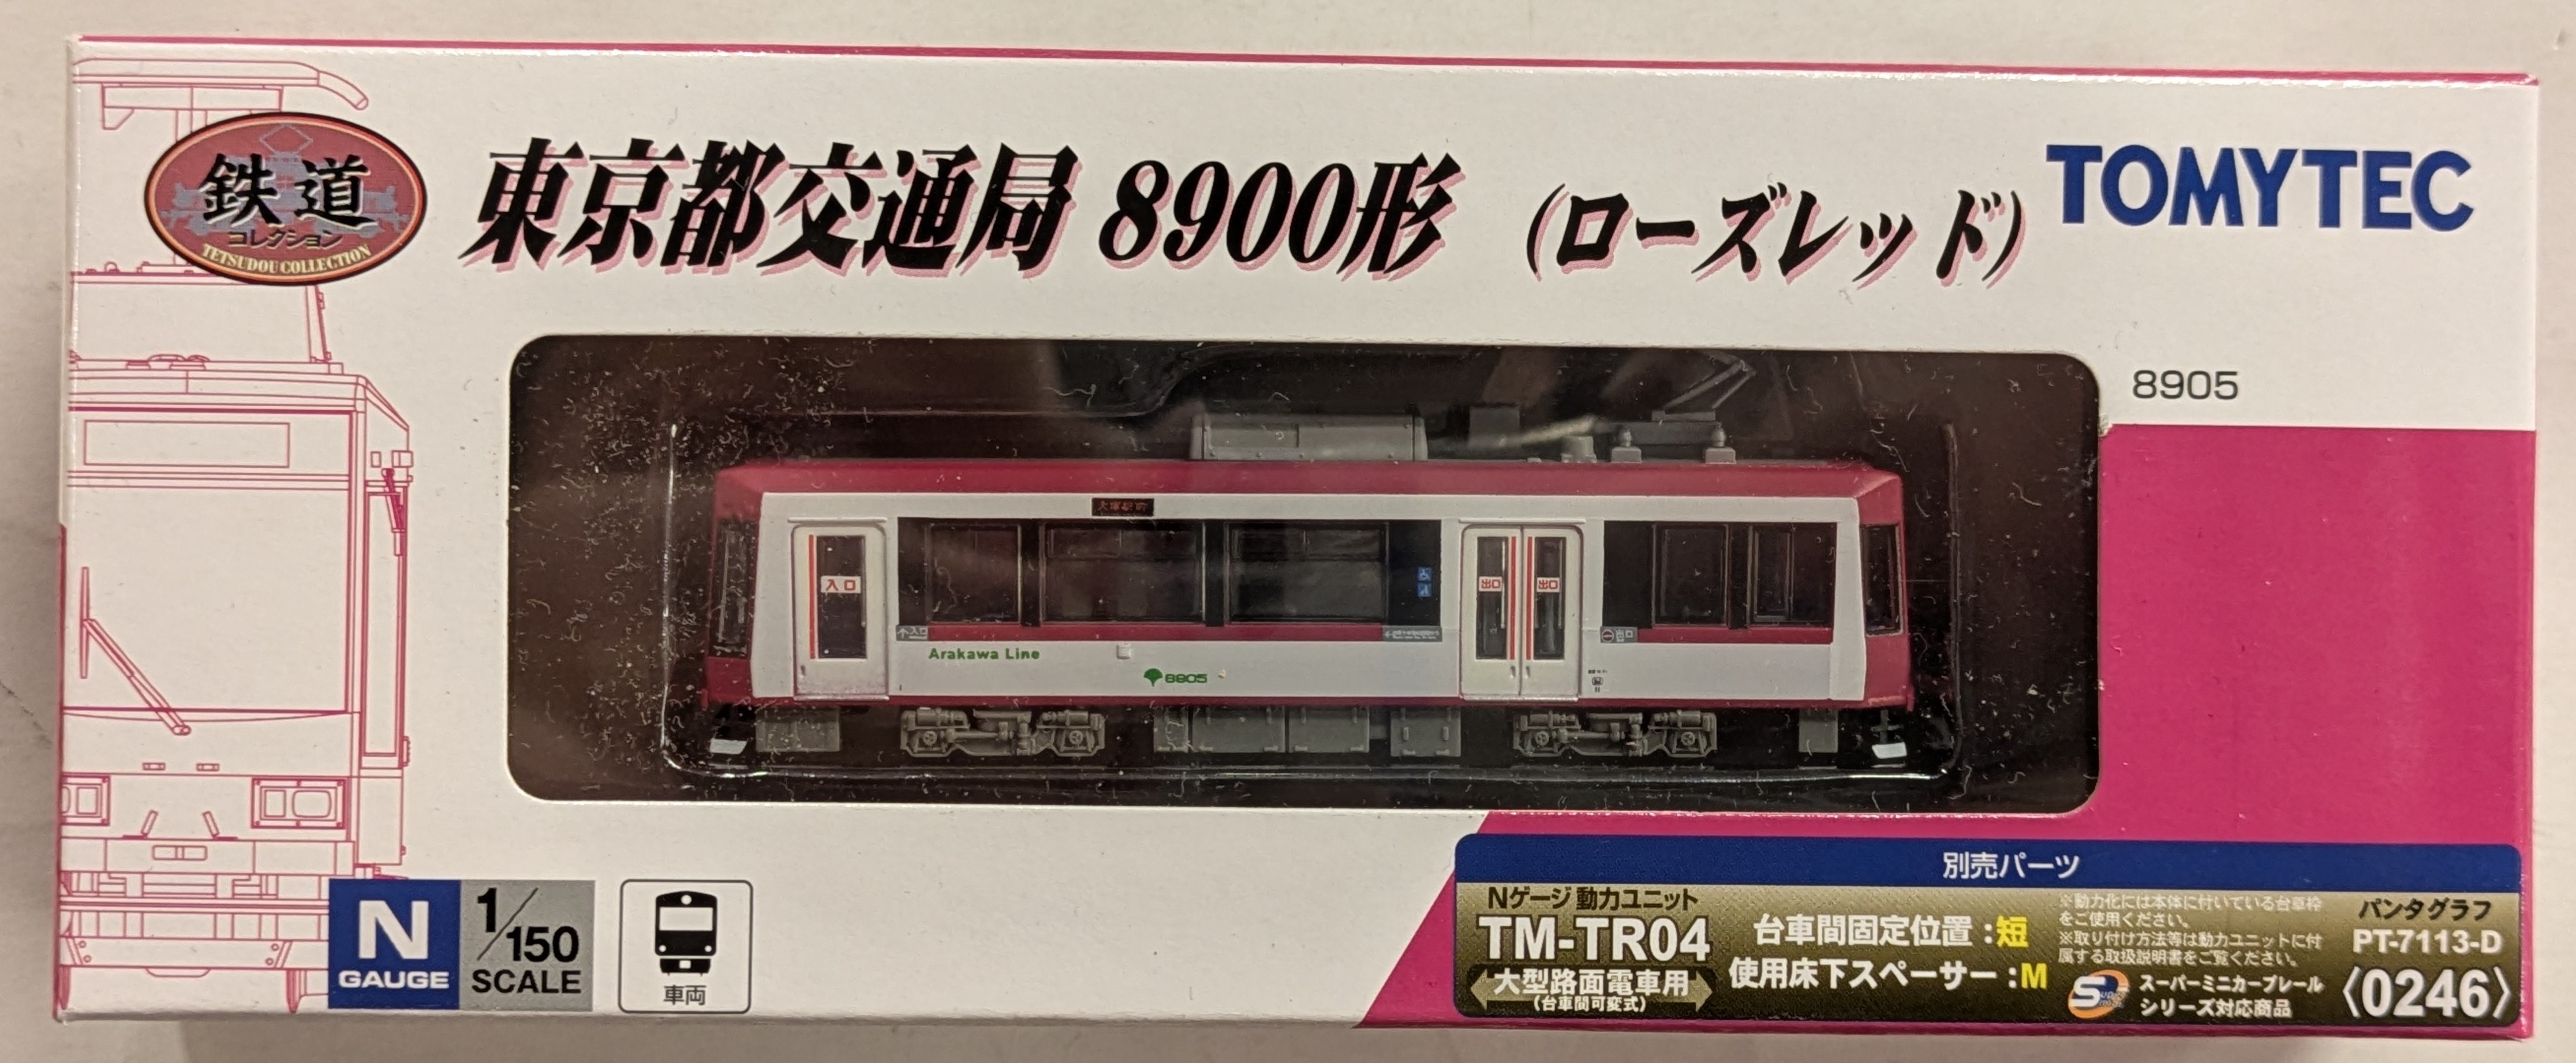 鉄道
コレクション
TETSUDOU COLLECTION
東京都交通局 8900形 (ローズレッド)
TOMYTEC
8905
大塚駅前
入口
出口 出口
↑入口
出口
Arakawa Line
8905
N
GAUGE
1/150
SCALE
車両
別売パーツ
Nゲージ 動力ユニット
TM-TR04
大型路面電車用
(台車間可変式)
台車間固定位置:短
使用床下スペーサー:M
※動力化には本体に付いている台車枠
をご使用ください。
※取り付け方法等は動力ユニットに付
属する取扱説明書をご覧ください。
スーパーミニカーブレール
シリーズ対応商品
パンタグラフ
PT-7113-D
〈0246〉